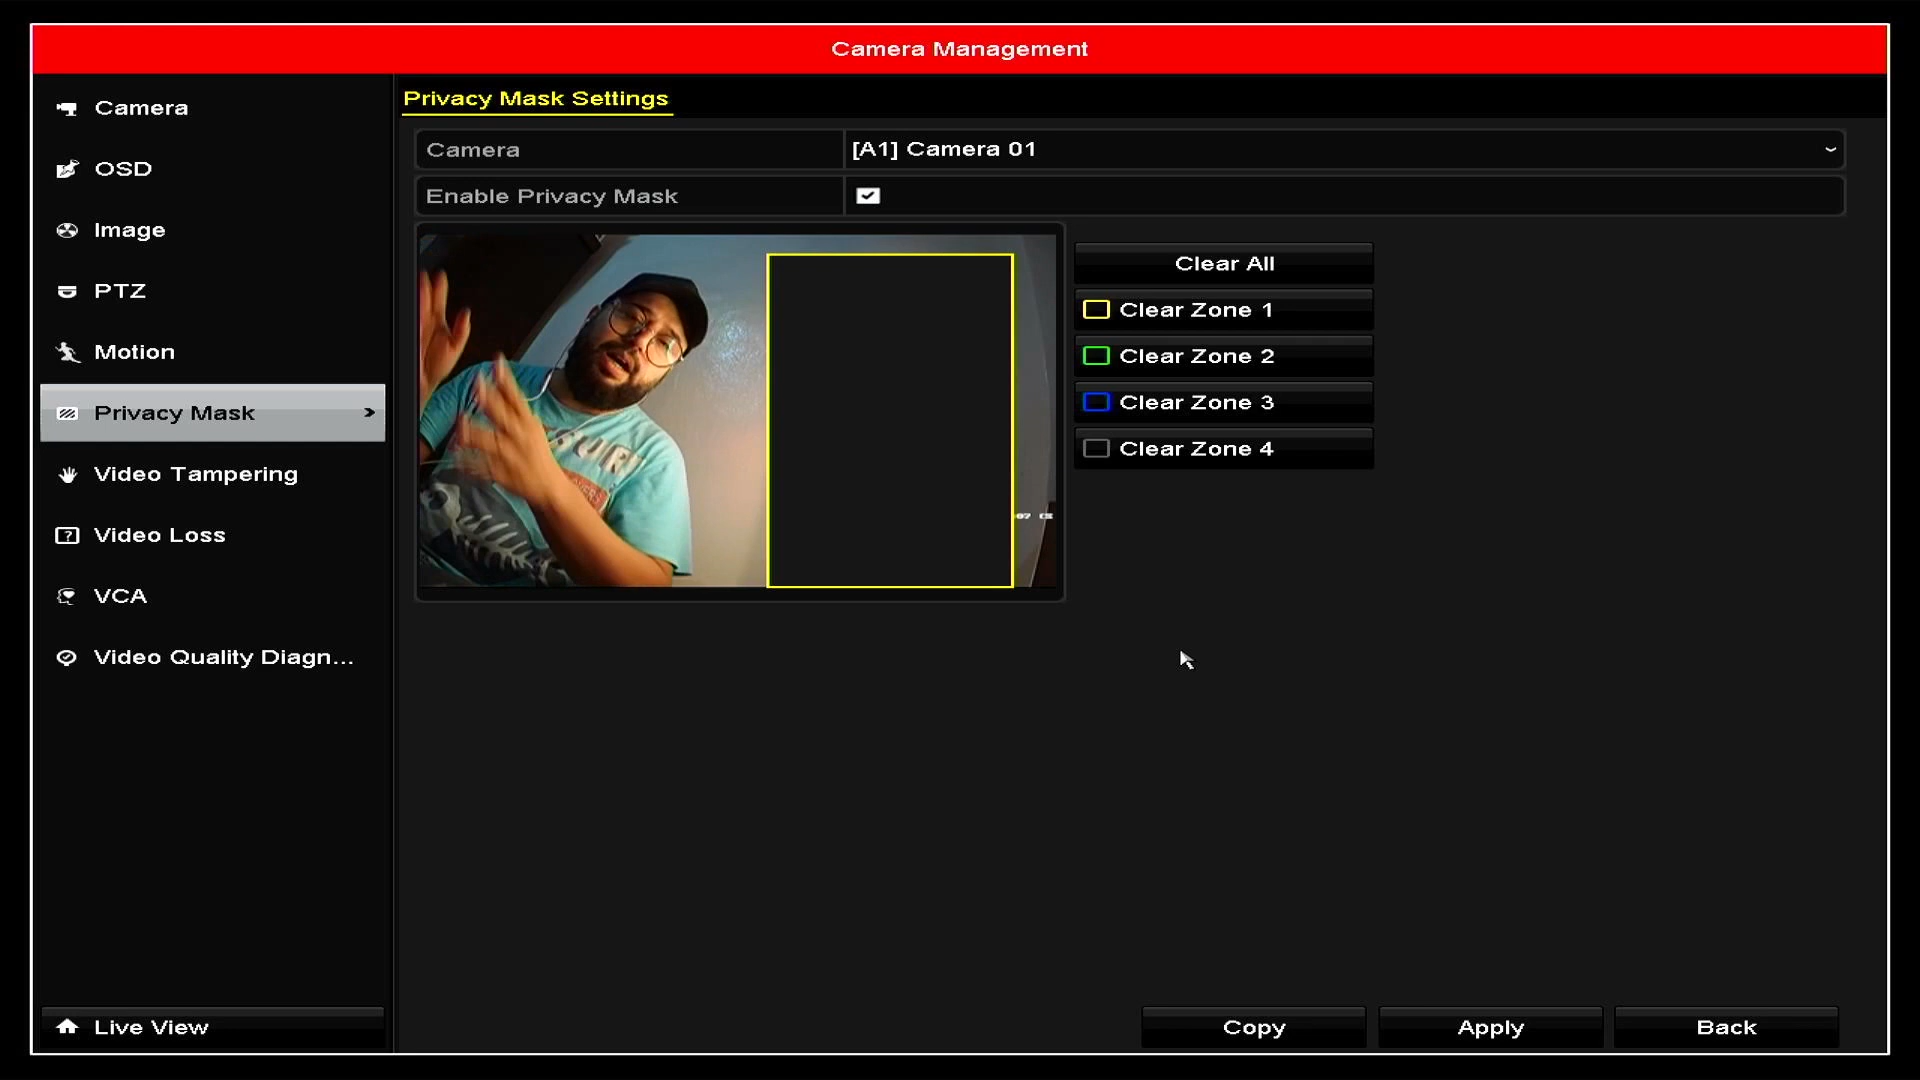 Camera Management
Camera
OSD
Image
PTZ
Motion
Privacy Mask
Video Tampering
Video Loss
VCA
Video Quality Diagn...
Live View
Privacy Mask Settings
Camera
[A1] Camera 01
Enable Privacy Mask
Clear All
Clear Zone 1
Clear Zone 2
Clear Zone 3
Clear Zone 4
Copy
Apply
Back